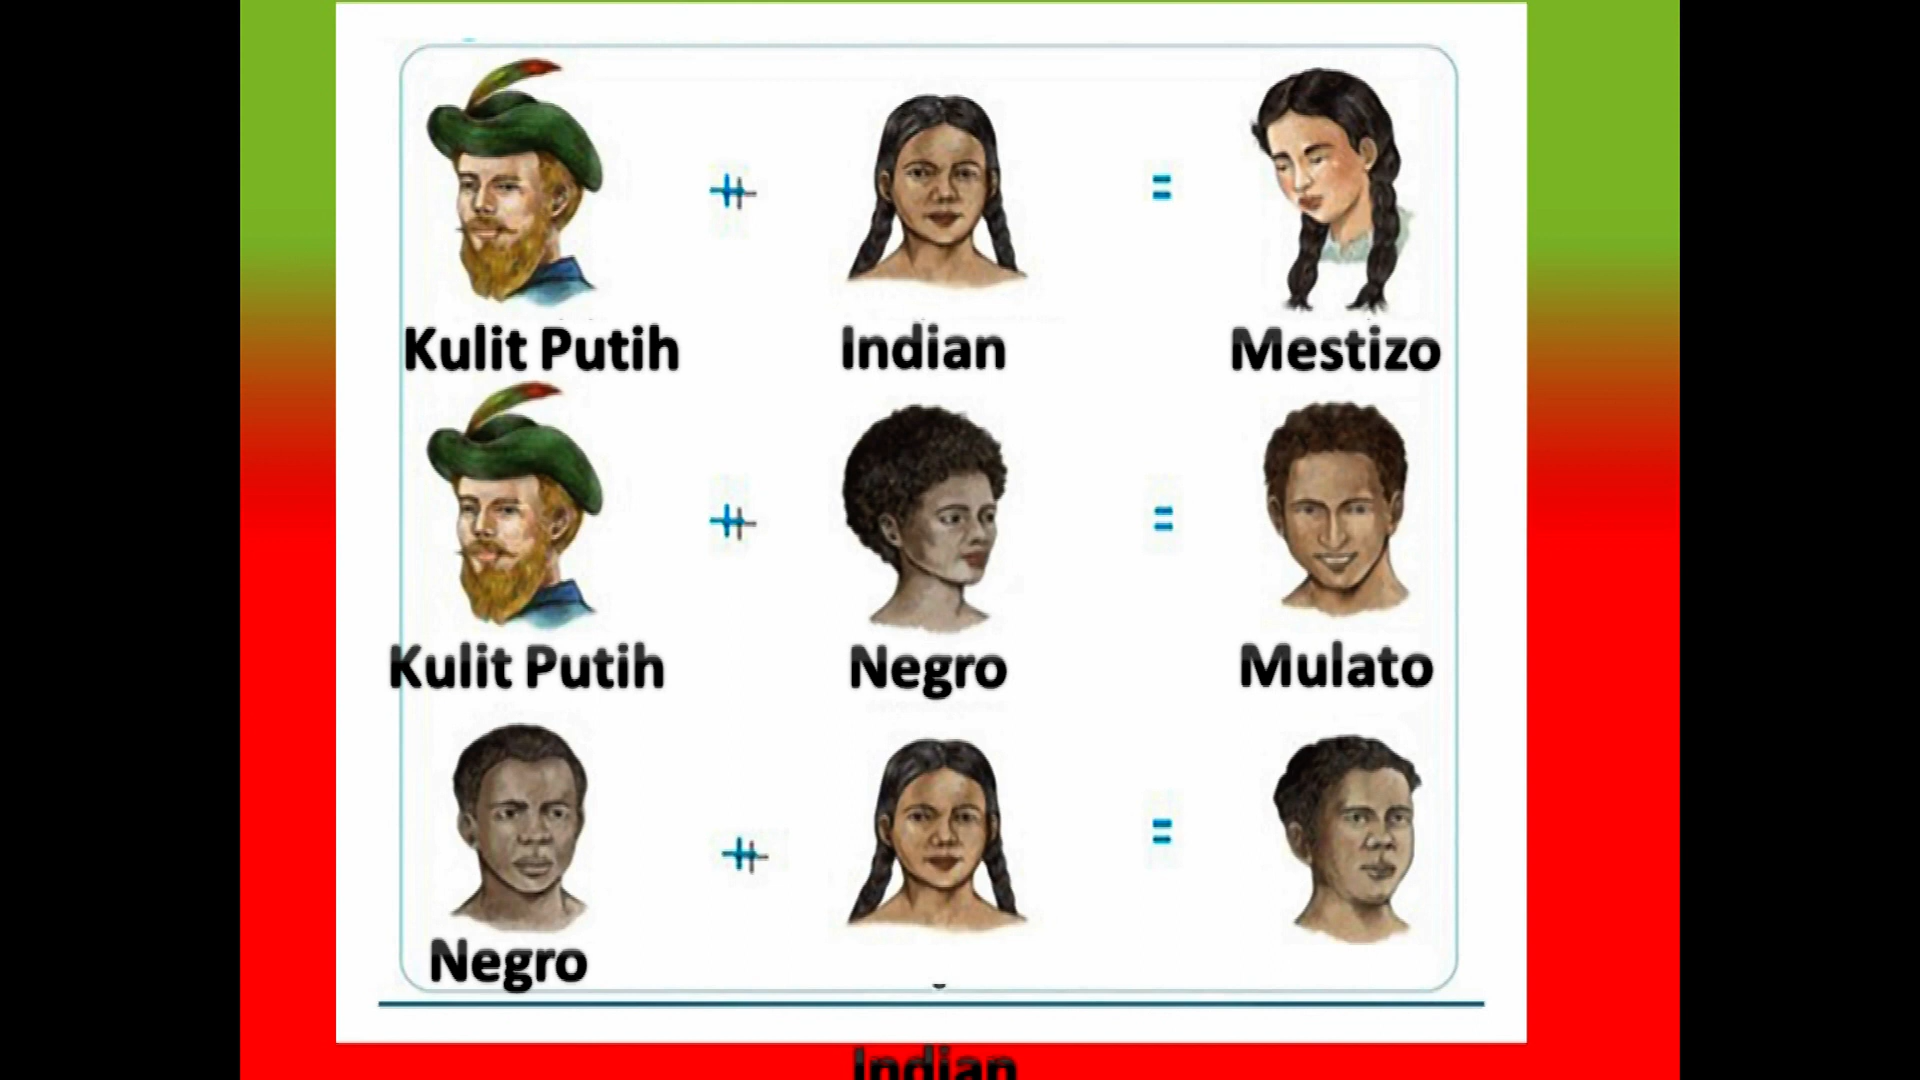 Kulit Putih + Indian = Mestizo
Kulit Putih + Negro = Mulato
Negro + Indian =